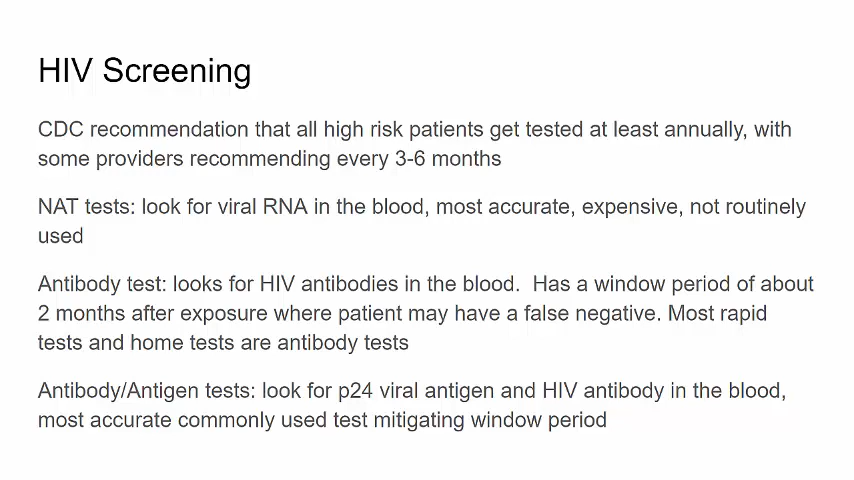 HIV Screening
CDC recommendation that all high risk patients get tested at least annually, with
some providers recommending every 3-6 months
NAT tests: look for viral RNA in the blood, most accurate, expensive, not routinely
used
Antibody test: looks for HIV antibodies in the blood.  Has a window period of about
2 months after exposure where patient may have a false negative. Most rapid
tests and home tests are antibody tests
Antibody/Antigen tests: look for p24 viral antigen and HIV antibody in the blood,
most accurate commonly used test mitigating window period